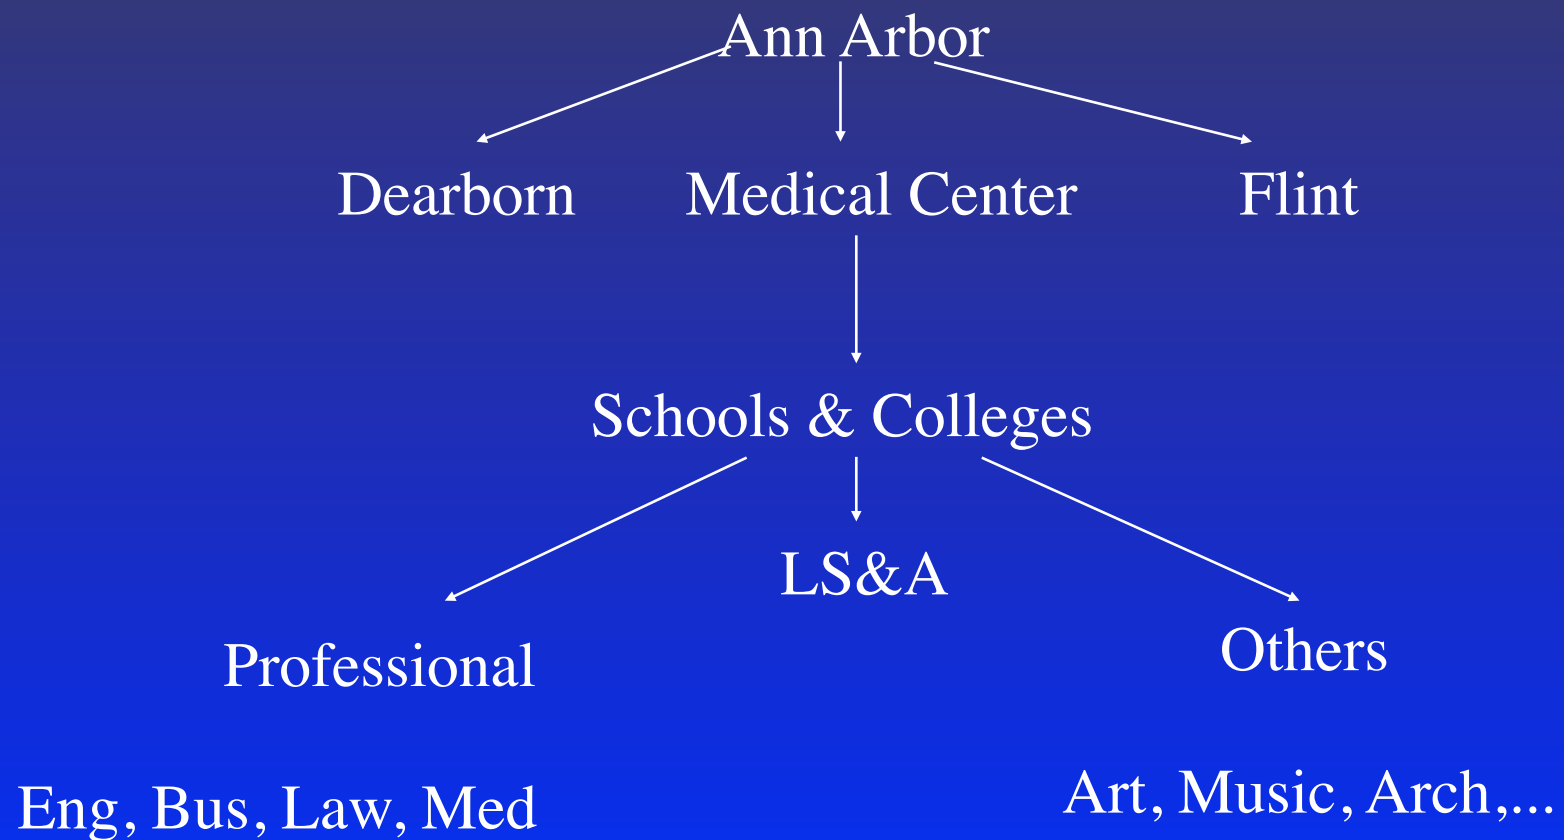 Ann Arbor
Dearborn
Medical Center
Flint
Schools & Colleges
LS&A
Professional
Others
Eng, Bus, Law, Med
Art, Music, Arch,...